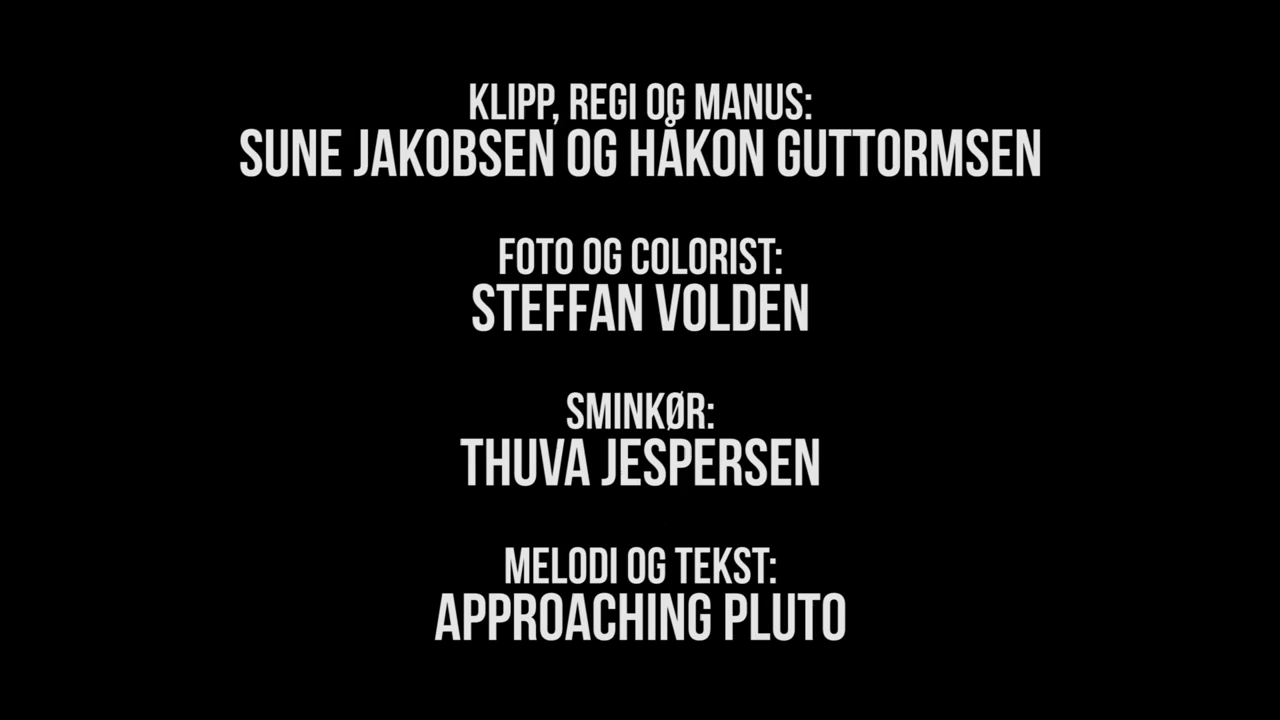 KLIPP, REGI OG MANUS:
SUNE JAKOBSEN OG HÅKON GUTTORMSEN
FOTO OG COLORIST:
STEFFAN VOLDEN
SMINKØR:
THUVA JESPERSEN
MELODI OG TEKST:
APPROACHING PLUTO